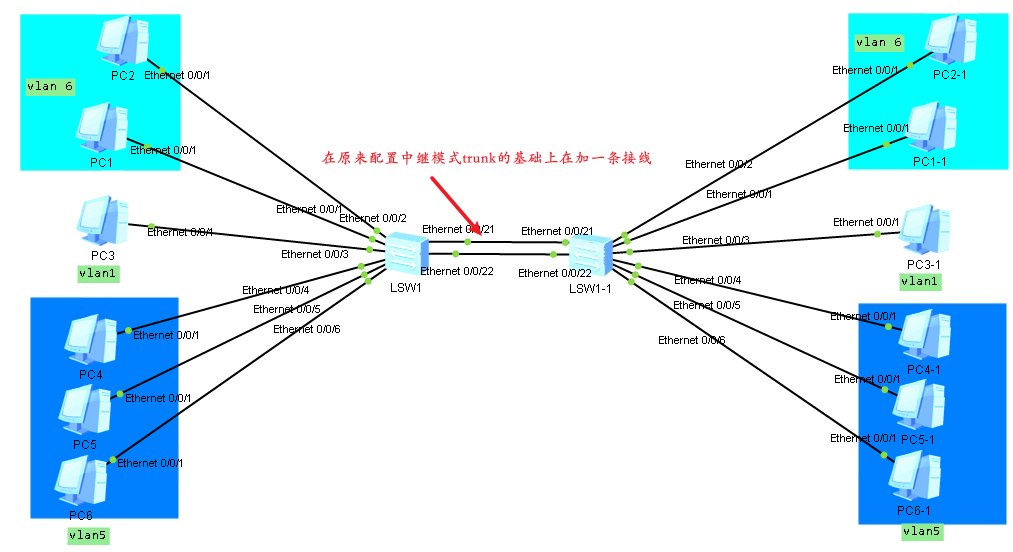 vlan 6
PC2
Ethernet 0/0/1
PC1
Ethernet 0/0/1
PC3
Ethernet 0/0/1
vlan1
PC4
Ethernet 0/0/1
PC5
Ethernet 0/0/1
PC6
Ethernet 0/0/1
vlan5
在原来配置中继模式trunk的基础上在加一条接线
Ethernet 0/0/1
Ethernet 0/0/2
Ethernet 0/0/3
Ethernet 0/0/4
Ethernet 0/0/5
Ethernet 0/0/6
Ethernet 0/0/21
Ethernet 0/0/21
Ethernet 0/0/22
Ethernet 0/0/22
LSW1
LSW1-1
Ethernet 0/0/2
Ethernet 0/0/1
Ethernet 0/0/3
Ethernet 0/0/4
Ethernet 0/0/5
Ethernet 0/0/6
vlan 6
Ethernet 0/0/1
PC2-1
Ethernet 0/0/1
PC1-1
Ethernet 0/0/1
PC3-1
vlan1
Ethernet 0/0/1
PC4-1
Ethernet 0/0/1
PC5-1
Ethernet 0/0/1
PC6-1
vlan5